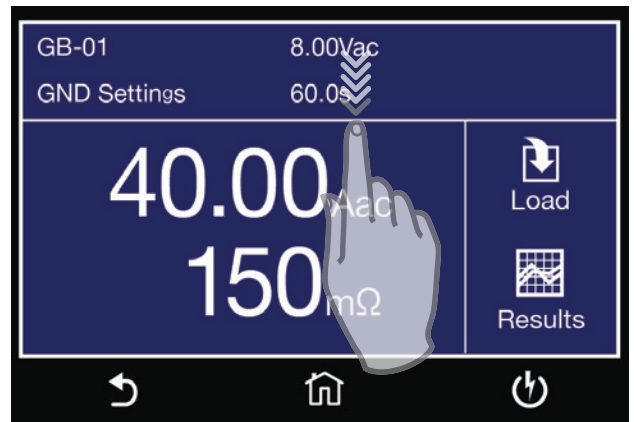 GB-01 8.00Vac
GND Settings 60.0s
40.00Aac
150mΩ
Load
Results